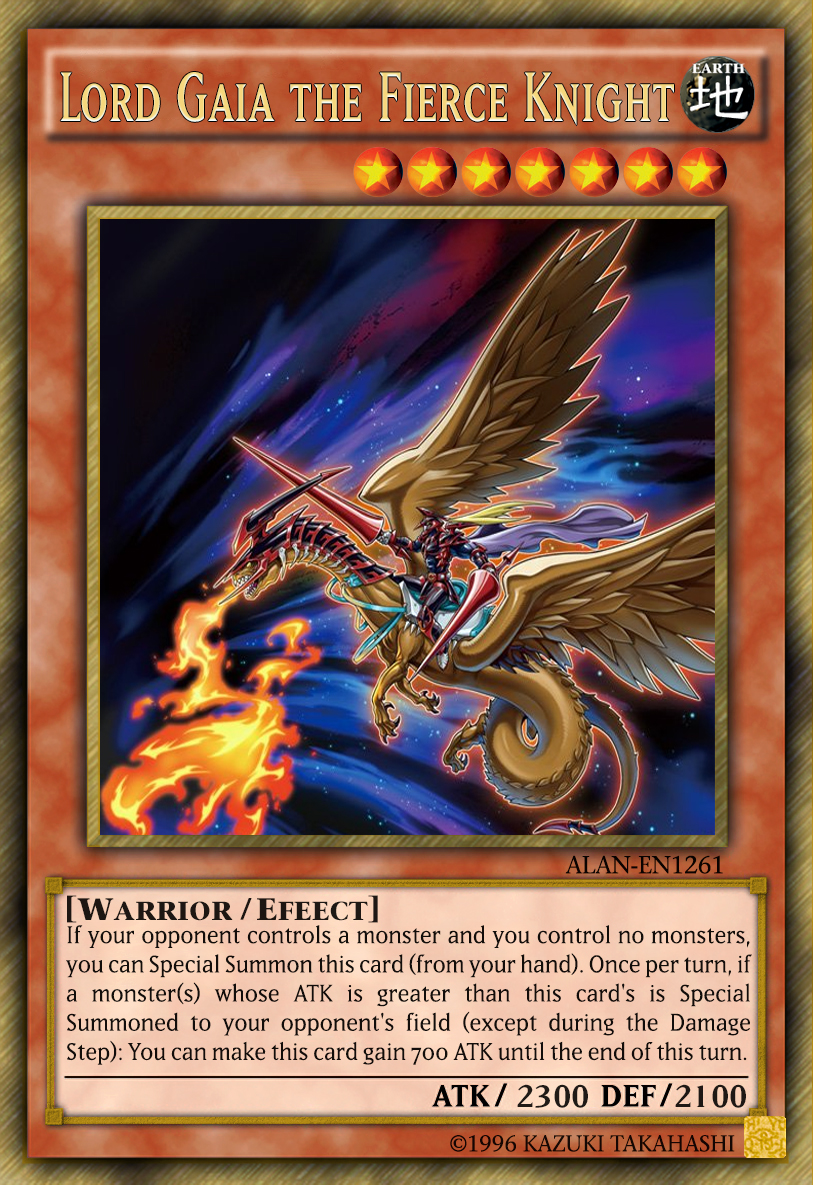 Lord Gaia the Fierce Knight
EARTH
地
ALAN-EN1261
[Warrior / Efeect]
If your opponent controls a monster and you control no monsters,
you can Special Summon this card (from your hand). Once per turn, if
a monster(s) whose ATK is greater than this card's is Special
Summoned to your opponent's field (except during the Damage
Step): You can make this card gain 700 ATK until the end of this turn.
ATK/ 2300 DEF/2100
©1996 KAZUKI TAKAHASHI